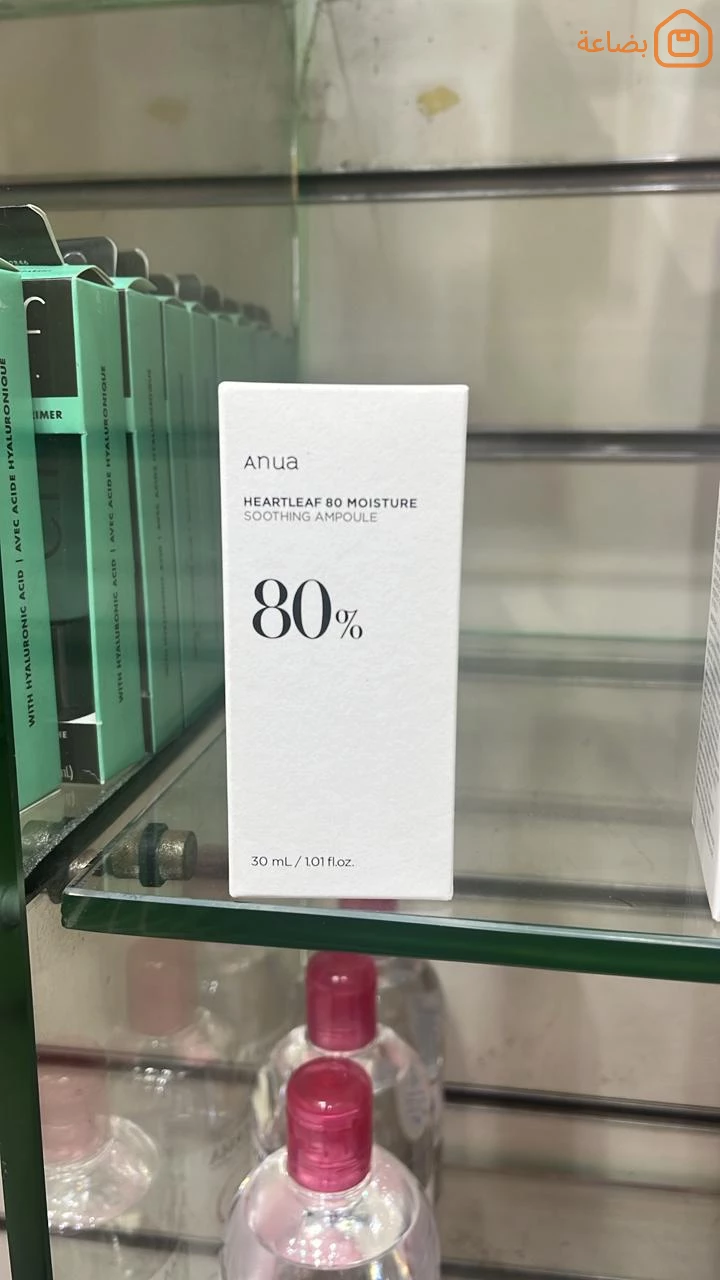 بضاعة
Anua
HEARTLEAF 80 MOISTURE
SOOTHING AMPOULE
80%
30 mL / 1.01 fl.oz.
WITH HYALURONIC ACID | AVEC ACIDE HYALURONIQUE
WITH HYALURONIC ACID | AVEC ACIDE HYALURONIQUE